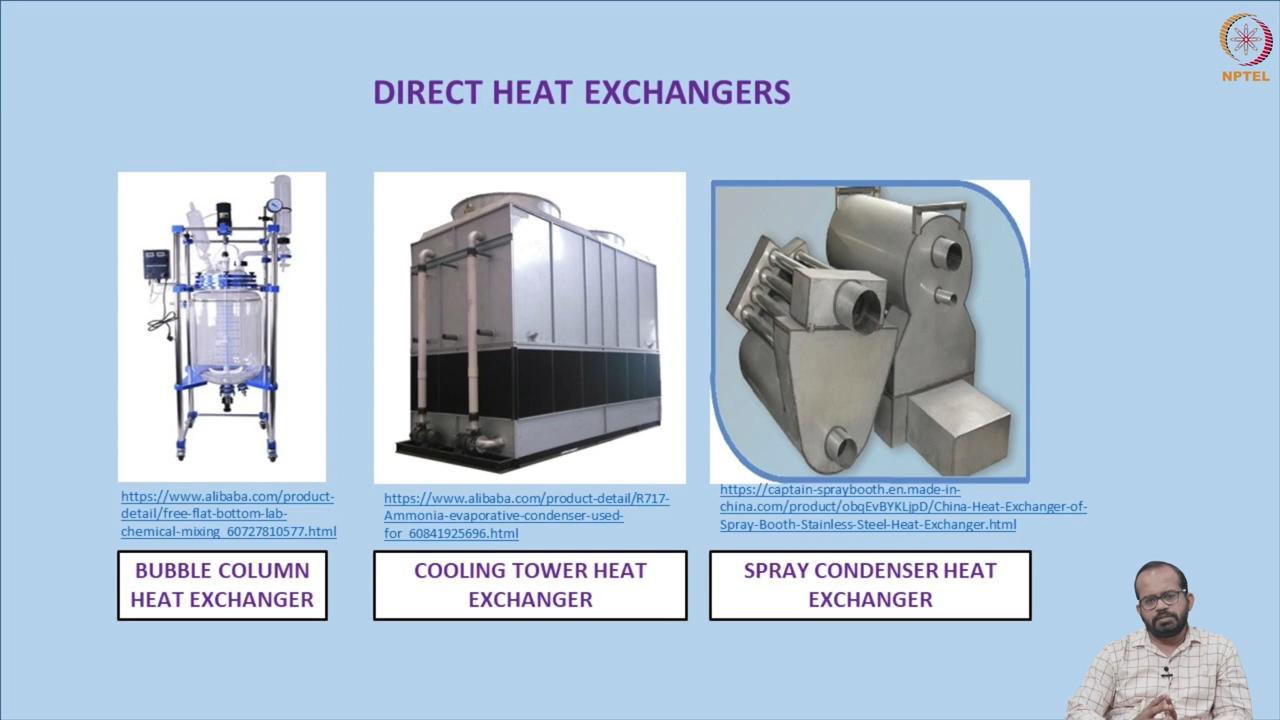 NPTEL
DIRECT HEAT EXCHANGERS
https://www.alibaba.com/product-
detail/free-flat-bottom-lab-
chemical-mixing_60727810577.html
https://www.alibaba.com/product-detail/R717-
Ammonia-evaporative-condenser-used-
for_60841925696.html
https://captain-spraybooth.en.made-in-
china.com/product/obqEvBYKLjpD/China-Heat-Exchanger-of-
Spray-Booth-Stainless-Steel-Heat-Exchanger.html
BUBBLE COLUMN
HEAT EXCHANGER
COOLING TOWER HEAT
EXCHANGER
SPRAY CONDENSER HEAT
EXCHANGER